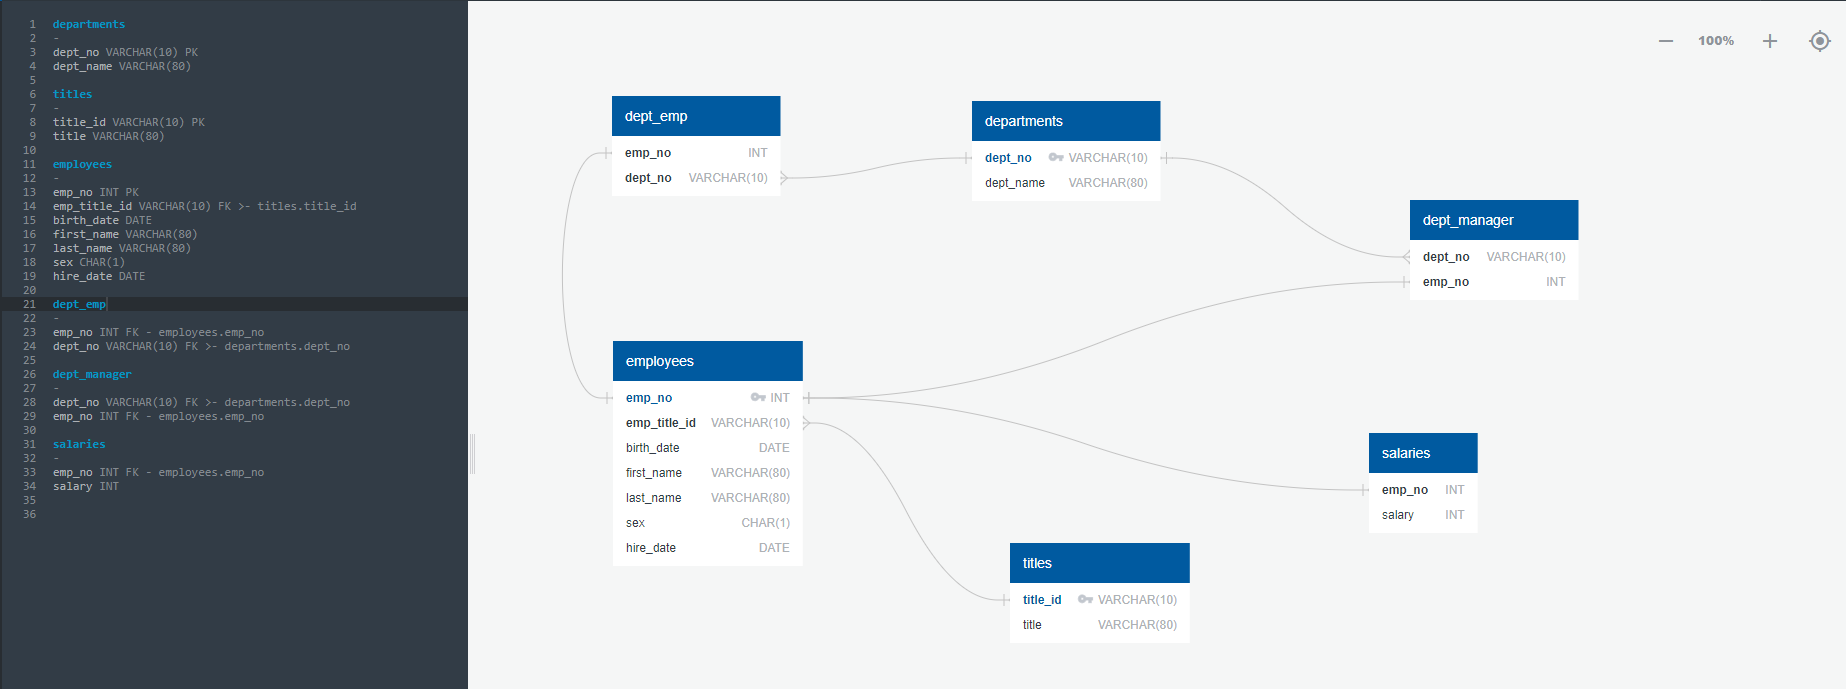 1 departments
2 -
3 dept_no VARCHAR(10) PK
4 dept_name VARCHAR(80)
5
6 titles
7 -
8 title_id VARCHAR(10) PK
9 title VARCHAR(80)
10
11 employees
12 -
13 emp_no INT PK
14 emp_title_id VARCHAR(10) FK >- titles.title_id
15 birth_date DATE
16 first_name VARCHAR(80)
17 last_name VARCHAR(80)
18 sex CHAR(1)
19 hire_date DATE
20
21 dept_emp
22 -
23 emp_no INT FK - employees.emp_no
24 dept_no VARCHAR(10) FK >- departments.dept_no
25
26 dept_manager
27 -
28 dept_no VARCHAR(10) FK >- departments.dept_no
29 emp_no INT FK - employees.emp_no
30
31 salaries
32 -
33 emp_no INT FK - employees.emp_no
34 salary INT
35
36
100%
dept_emp
emp_no INT
dept_no VARCHAR(10)
departments
dept_no VARCHAR(10)
dept_name VARCHAR(80)
dept_manager
dept_no VARCHAR(10)
emp_no INT
employees
emp_no INT
emp_title_id VARCHAR(10)
birth_date DATE
first_name VARCHAR(80)
last_name VARCHAR(80)
sex CHAR(1)
hire_date DATE
salaries
emp_no INT
salary INT
titles
title_id VARCHAR(10)
title VARCHAR(80)